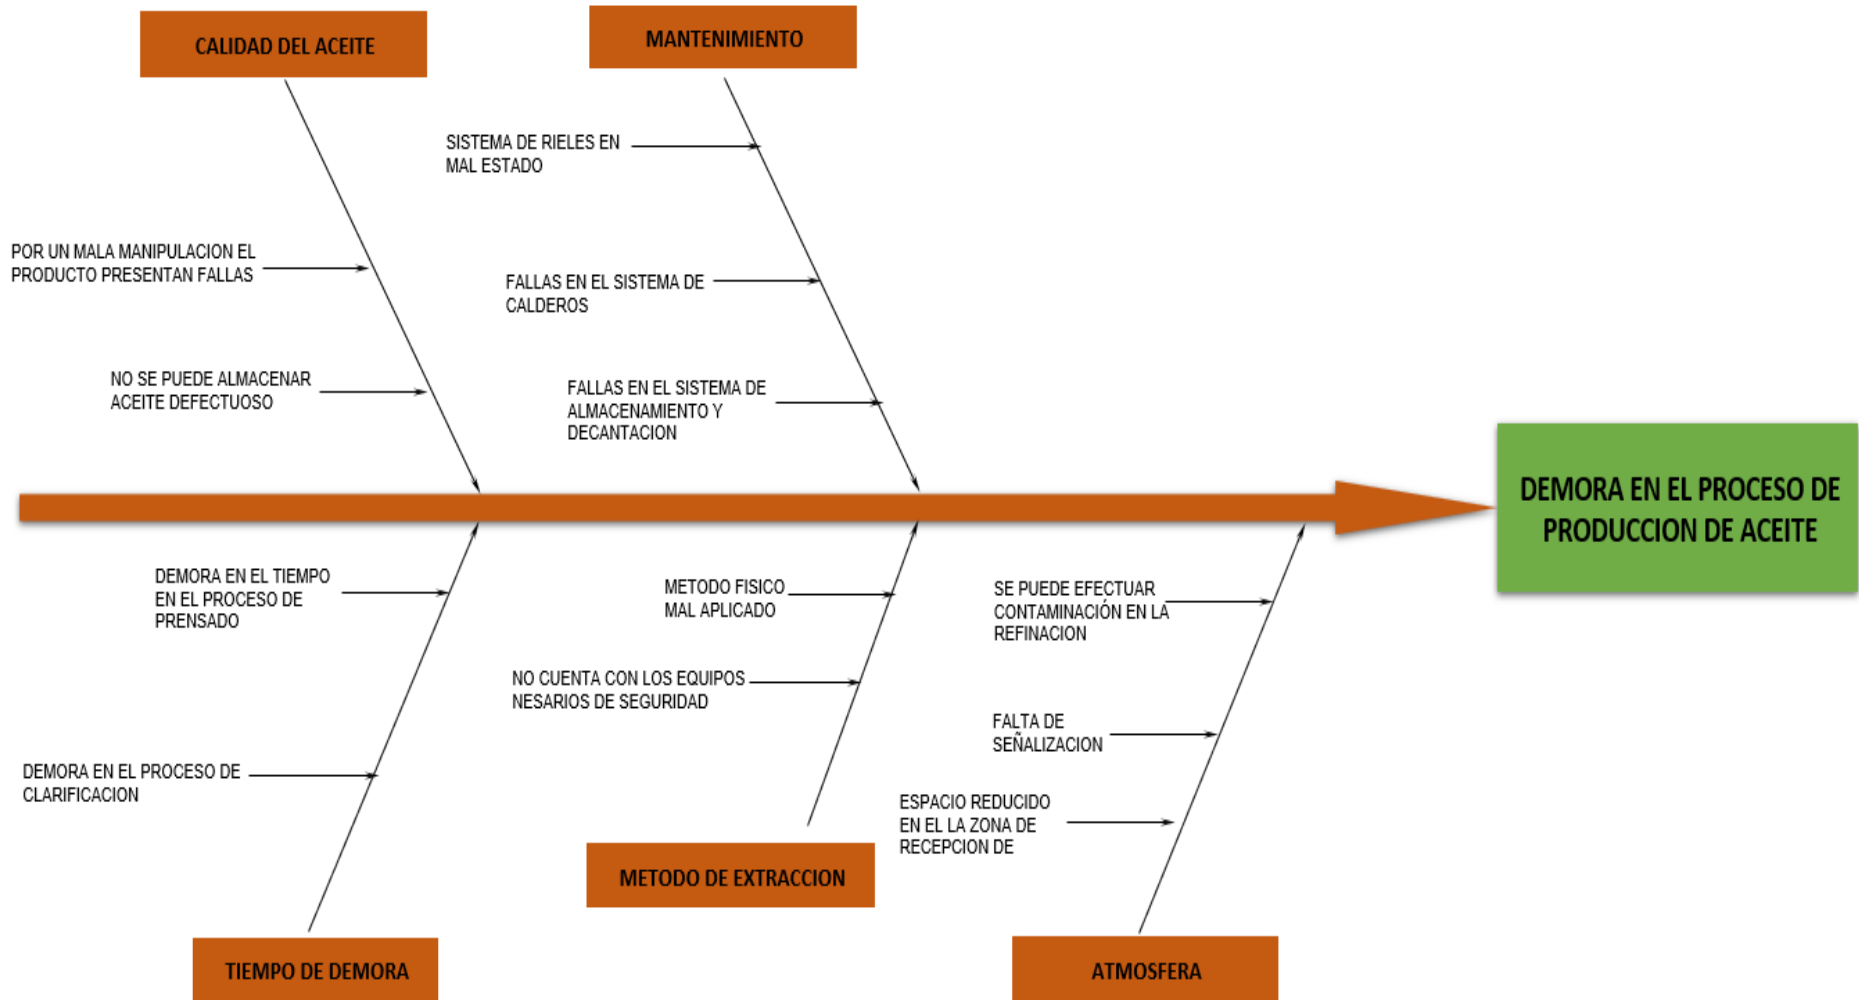 CALIDAD DEL ACEITE
MANTENIMIENTO
SISTEMA DE RIELES EN
MAL ESTADO
POR UN MALA MANIPULACION EL
PRODUCTO PRESENTAN FALLAS
FALLAS EN EL SISTEMA DE
CALDEROS
NO SE PUEDE ALMACENAR
ACEITE DEFECTUOSO
FALLAS EN EL SISTEMA DE
ALMACENAMIENTO Y
DECANTACION
DEMORA EN EL PROCESO DE
PRODUCCION DE ACEITE
DEMORA EN EL TIEMPO
EN EL PROCESO DE
PRENSADO
METODO FISICO
MAL APLICADO
SE PUEDE EFECTUAR
CONTAMINACIÓN EN LA
REFINACION
NO CUENTA CON LOS EQUIPOS
NESARIOS DE SEGURIDAD
FALTA DE
SEÑALIZACION
DEMORA EN EL PROCESO DE
CLARIFICACION
ESPACIO REDUCIDO
EN EL LA ZONA DE
RECEPCION DE
METODO DE EXTRACCION
TIEMPO DE DEMORA
ATMOSFERA